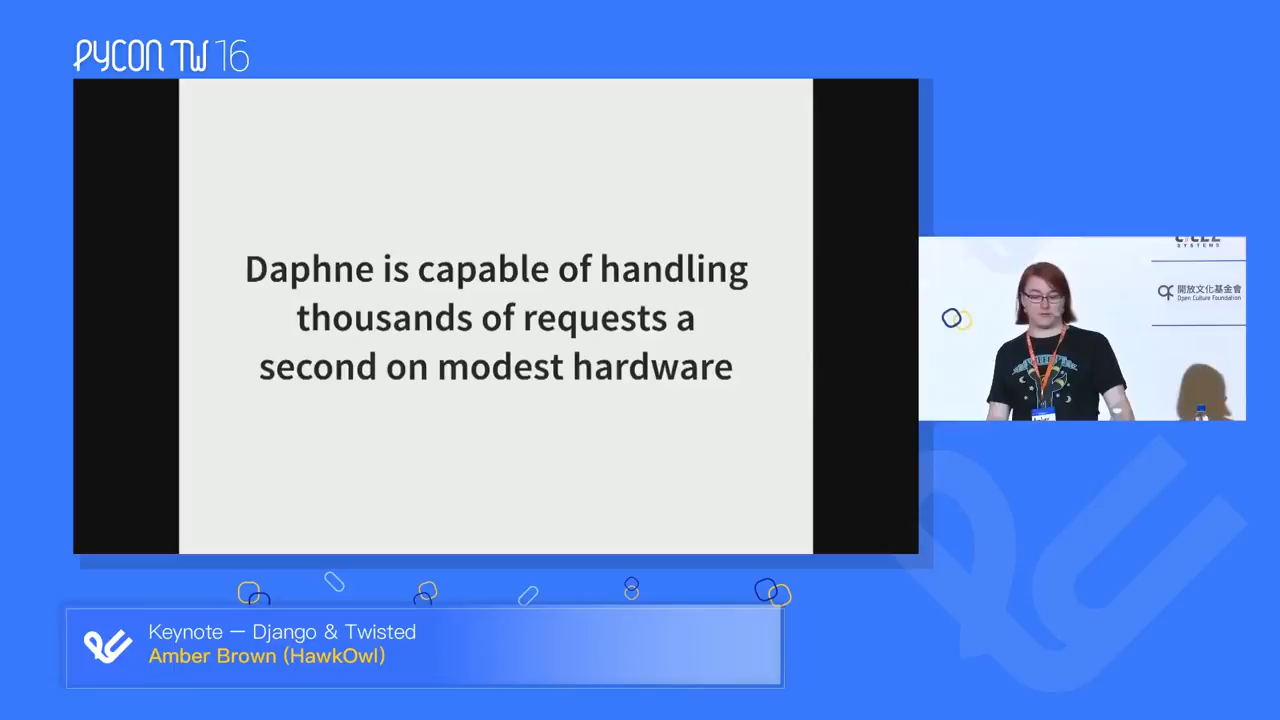 PYCON TW 16
Daphne is capable of handling
thousands of requests a
second on modest hardware
SYSTEMS
開放文化基金會
Open Culture Foundation
Keynote — Django & Twisted
Amber Brown (HawkOwl)